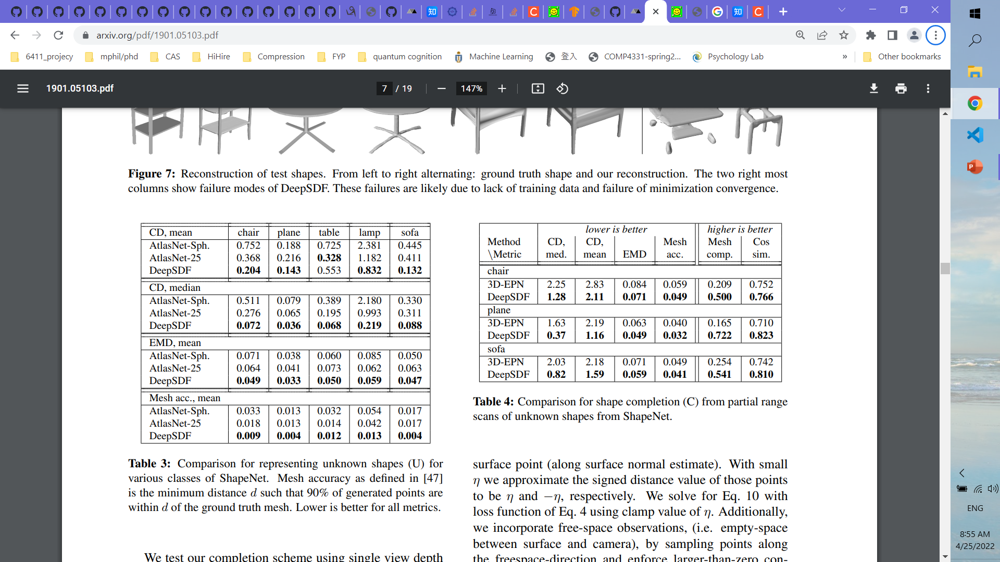 arxiv.org/pdf/1901.05103.pdf
6411_projecy mphil/phd CAS HiHire Compression FYP quantum cognition Machine Learning 登入 COMP4331-spring2... Psychology Lab » Other bookmarks
1901.05103.pdf 7 / 19 147%
Figure 7: Reconstruction of test shapes. From left to right alternating: ground truth shape and our reconstruction. The two right most
columns show failure modes of DeepSDF. These failures are likely due to lack of training data and failure of minimization convergence.
CD, mean chair plane table lamp sofa
AtlasNet-Sph. 0.752 0.188 0.725 2.381 0.445
AtlasNet-25 0.368 0.216 0.328 1.182 0.411
DeepSDF 0.204 0.143 0.553 0.832 0.132
CD, median
AtlasNet-Sph. 0.511 0.079 0.389 2.180 0.330
AtlasNet-25 0.276 0.065 0.195 0.993 0.311
DeepSDF 0.072 0.036 0.068 0.219 0.088
EMD, mean
AtlasNet-Sph. 0.071 0.038 0.060 0.085 0.050
AtlasNet-25 0.064 0.041 0.073 0.062 0.063
DeepSDF 0.049 0.033 0.050 0.059 0.047
Mesh acc., mean
AtlasNet-Sph. 0.033 0.013 0.032 0.054 0.017
AtlasNet-25 0.018 0.013 0.014 0.042 0.017
DeepSDF 0.009 0.004 0.012 0.013 0.004
Table 3: Comparison for representing unknown shapes (U) for
various classes of ShapeNet. Mesh accuracy as defined in [47]
is the minimum distance d such that 90% of generated points are
within d of the ground truth mesh. Lower is better for all metrics.
We test our completion scheme using single view depth
lower is better higher is better
Method CD, CD, Mesh Mesh Cos
\Metric med. mean EMD acc. comp. sim.
chair
3D-EPN 2.25 2.83 0.084 0.059 0.209 0.752
DeepSDF 1.28 2.11 0.071 0.049 0.500 0.766
plane
3D-EPN 1.63 2.19 0.063 0.040 0.165 0.710
DeepSDF 0.37 1.16 0.049 0.032 0.722 0.823
sofa
3D-EPN 2.03 2.18 0.071 0.049 0.254 0.742
DeepSDF 0.82 1.59 0.059 0.041 0.541 0.810
Table 4: Comparison for shape completion (C) from partial range
scans of unknown shapes from ShapeNet.
surface point (along surface normal estimate). With small
η we approximate the signed distance value of those points
to be η and −η, respectively. We solve for Eq. 10 with
loss function of Eq. 4 using clamp value of η. Additionally,
we incorporate free-space observations, (i.e. empty-space
between surface and camera), by sampling points along
the freespace-direction and enforce larger-than-zero con-
ENG
8:55 AM
4/25/2022